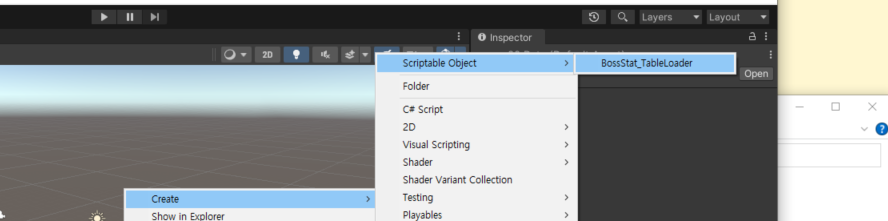 Layers
Layout
Inspector
2D
Scriptable Object
BossStat_TableLoader
Open
Folder
C# Script
2D
Visual Scripting
Shader
Shader Variant Collection
Testing
Playables
Create
Show in Explorer